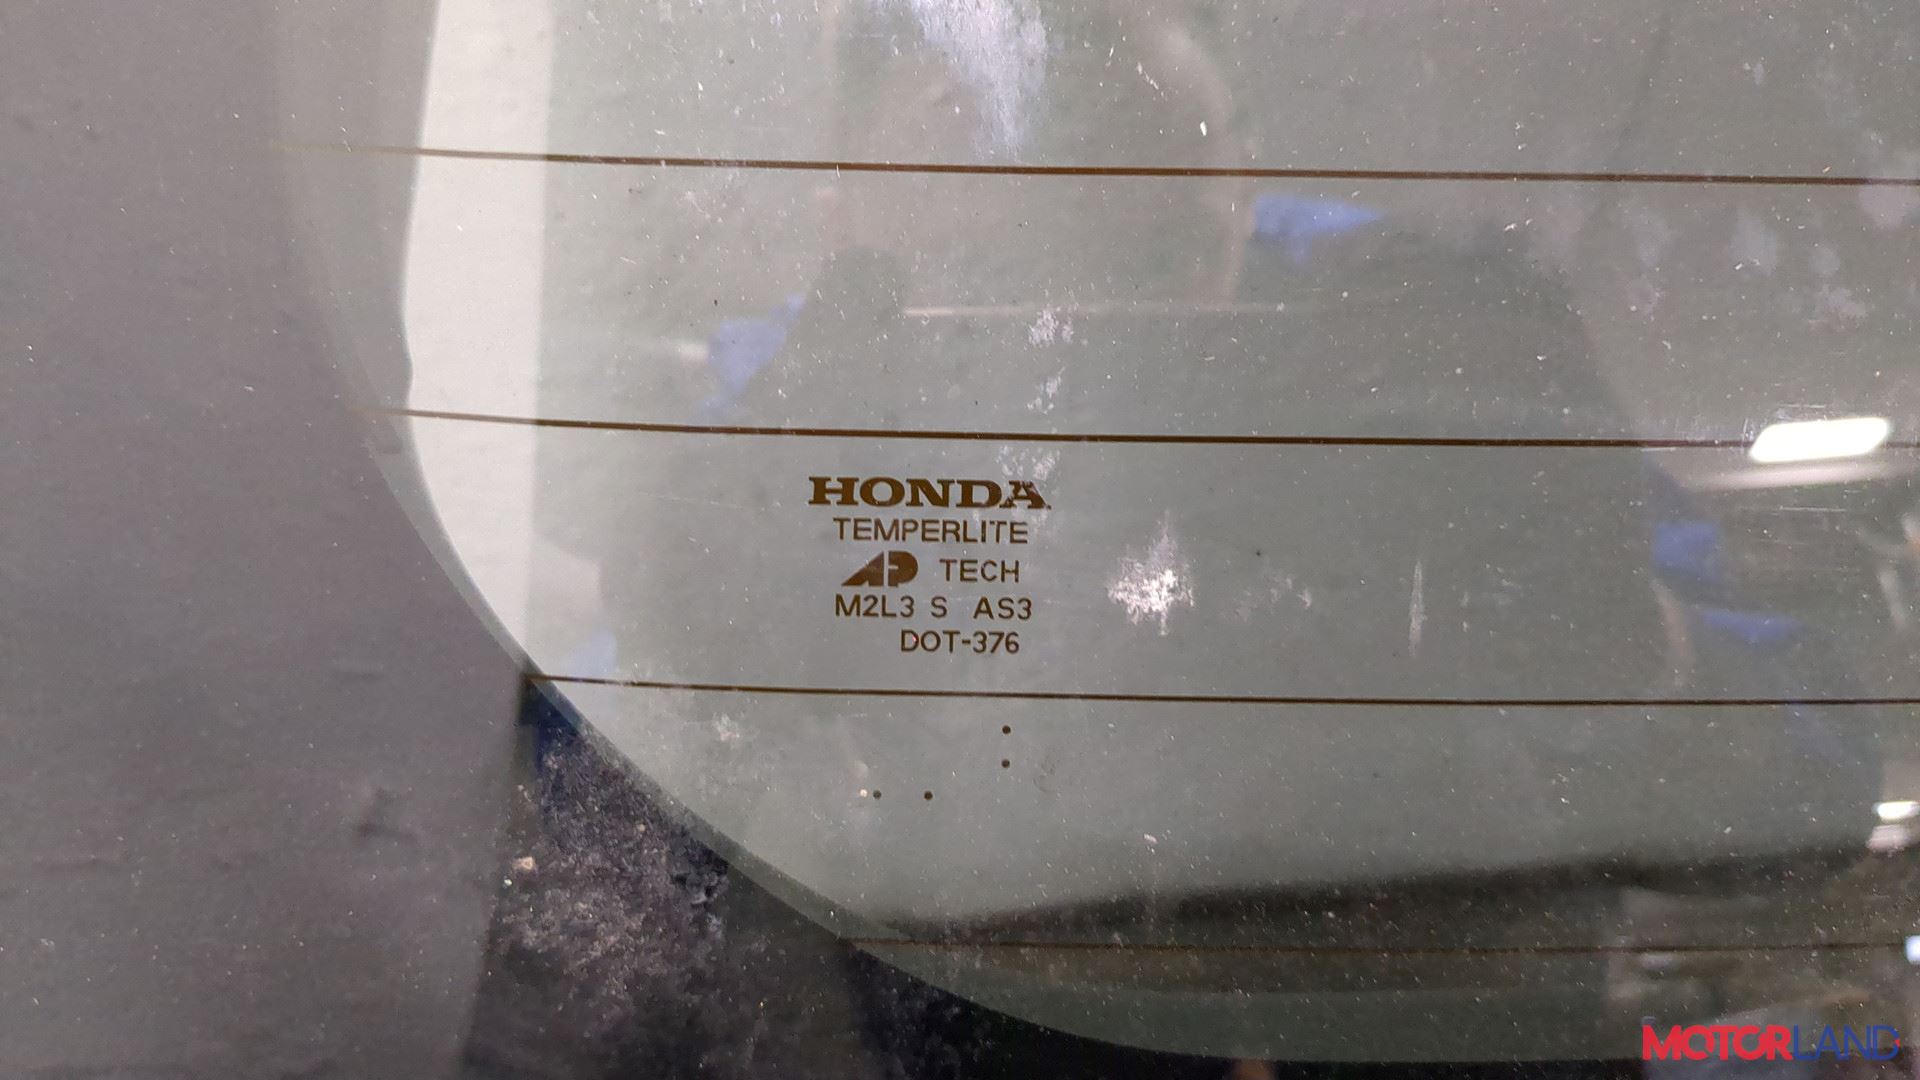 HONDA
TEMPERLITE
AP TECH
M2L3 S AS3
DOT-376
MOTORLAND